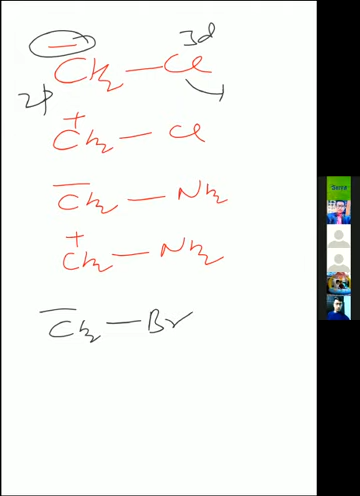 3d
⊖CH₂ — Cl
2p
⁺CH₂ — Cl
⁻CH₂ — NH₂
⁺CH₂ — NH₂
⁻CH₂ — Br